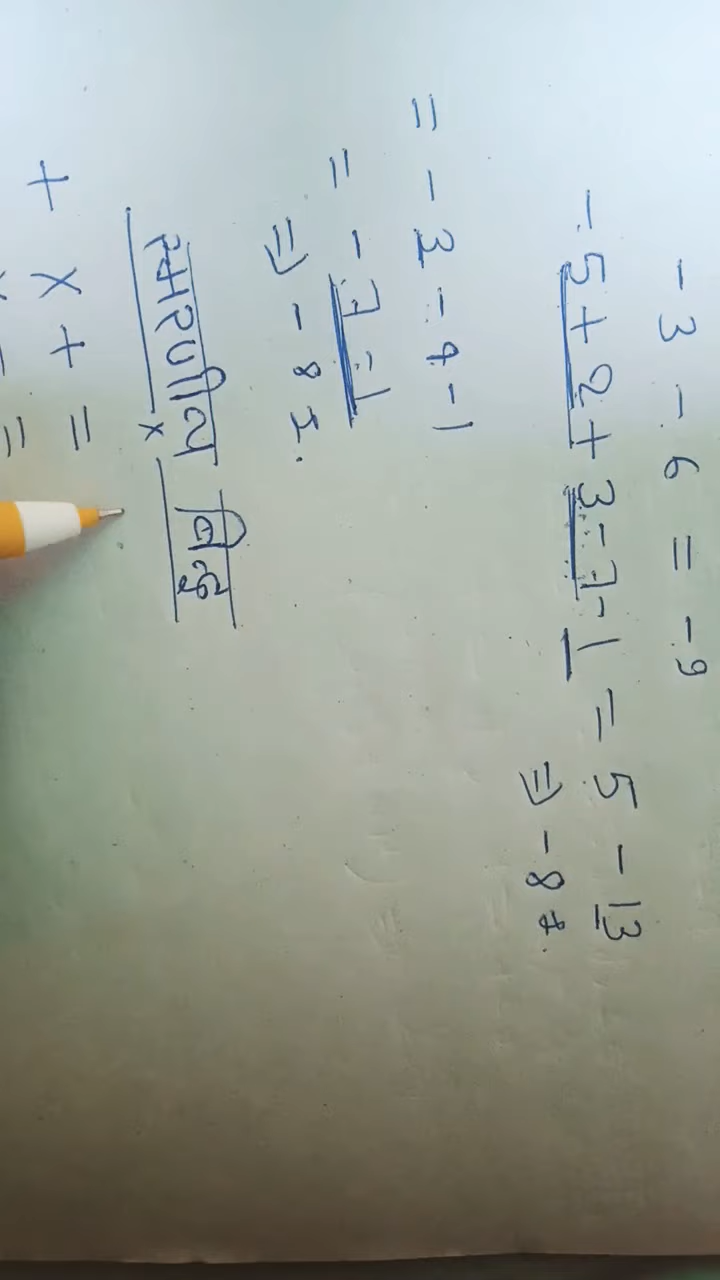 - 3 - 6 = - 9
- 5 + 2 + 3 - 7 - 1 = 5 - 13
⇒ - 8
= - 3 - 4 - 1
= - 7 - 1
⇒ - 8
स्मरणीय बिंदु
x
+ x + =